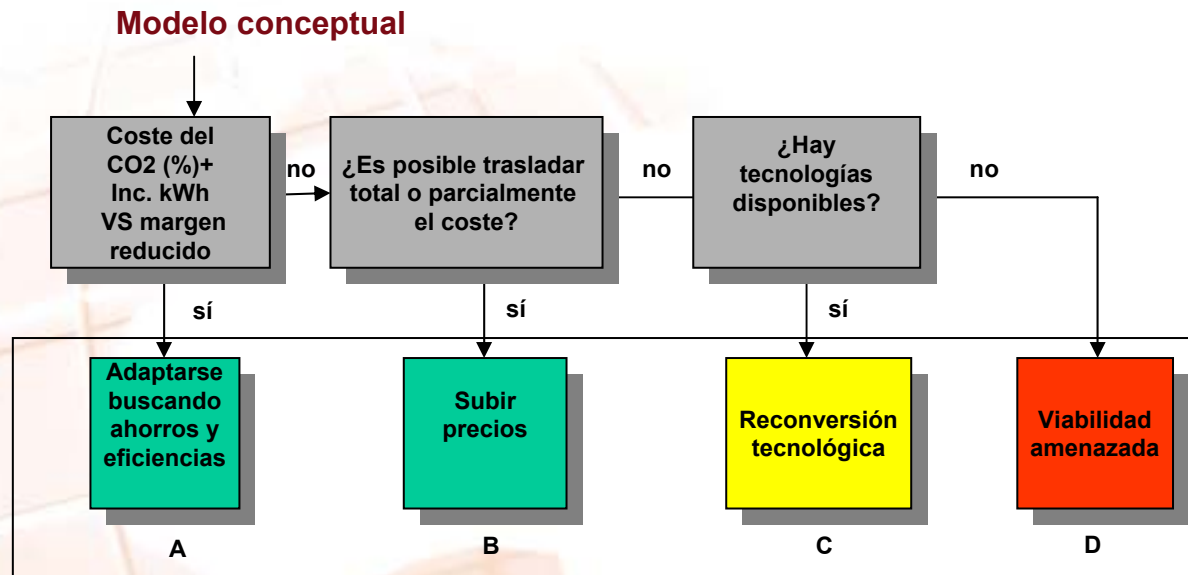 Modelo conceptual
Coste del
CO2 (%)+
Inc. kWh
VS margen
reducido
no
¿Es posible trasladar
total o parcialmente
el coste?
no
¿Hay
tecnologías
disponibles?
no
sí
sí
sí
Adaptarse
buscando
ahorros y
eficiencias
Subir
precios
Reconversión
tecnológica
Viabilidad
amenazada
A
B
C
D